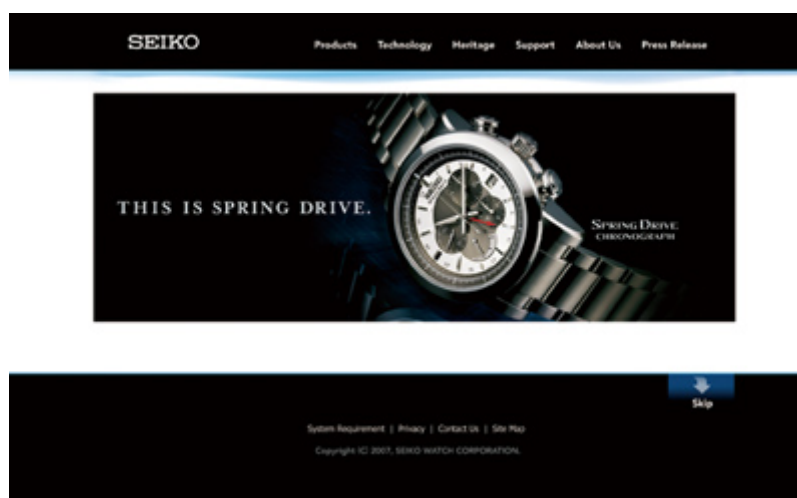 SEIKO
Products Technology Heritage Support About Us Press Release
THIS IS SPRING DRIVE.
SPRING DRIVE
CHRONOGRAPH
Skip
System Requirement | Privacy | Contact Us | Site Map
Copyright (C) 2007, SEIKO WATCH CORPORATION.